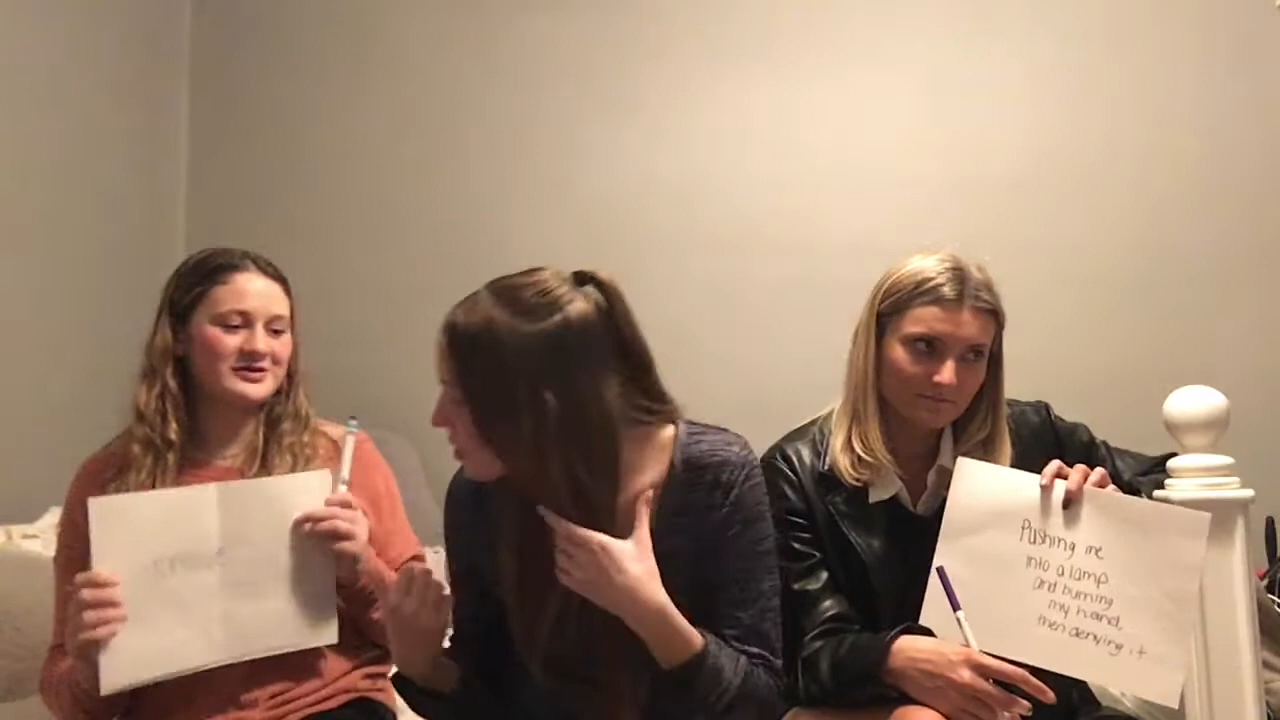 Pushing me
into a lamp
and burning
my hand,
then denying it